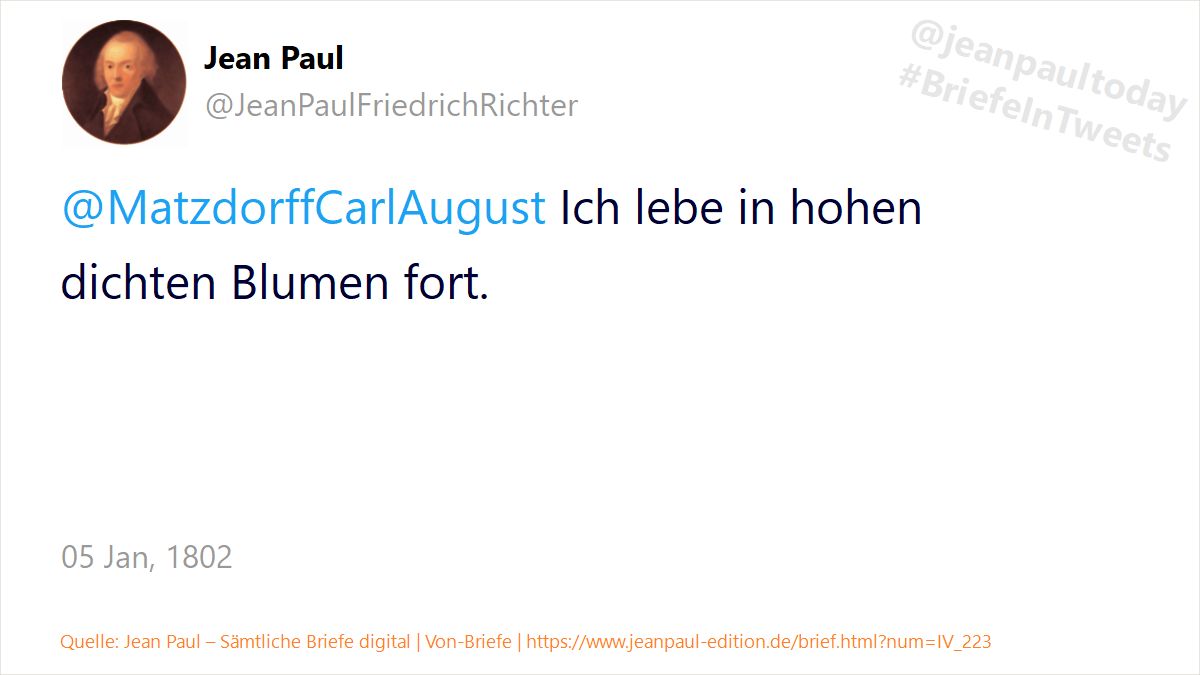 Jean Paul
@JeanPaulFriedrichRichter
@jeanpaultoday
#BriefeInTweets
@MatzdorffCarlAugust Ich lebe in hohen
dichten Blumen fort.
05 Jan, 1802
Quelle: Jean Paul – Sämtliche Briefe digital | Von-Briefe | https://www.jeanpaul-edition.de/brief.html?num=IV_223